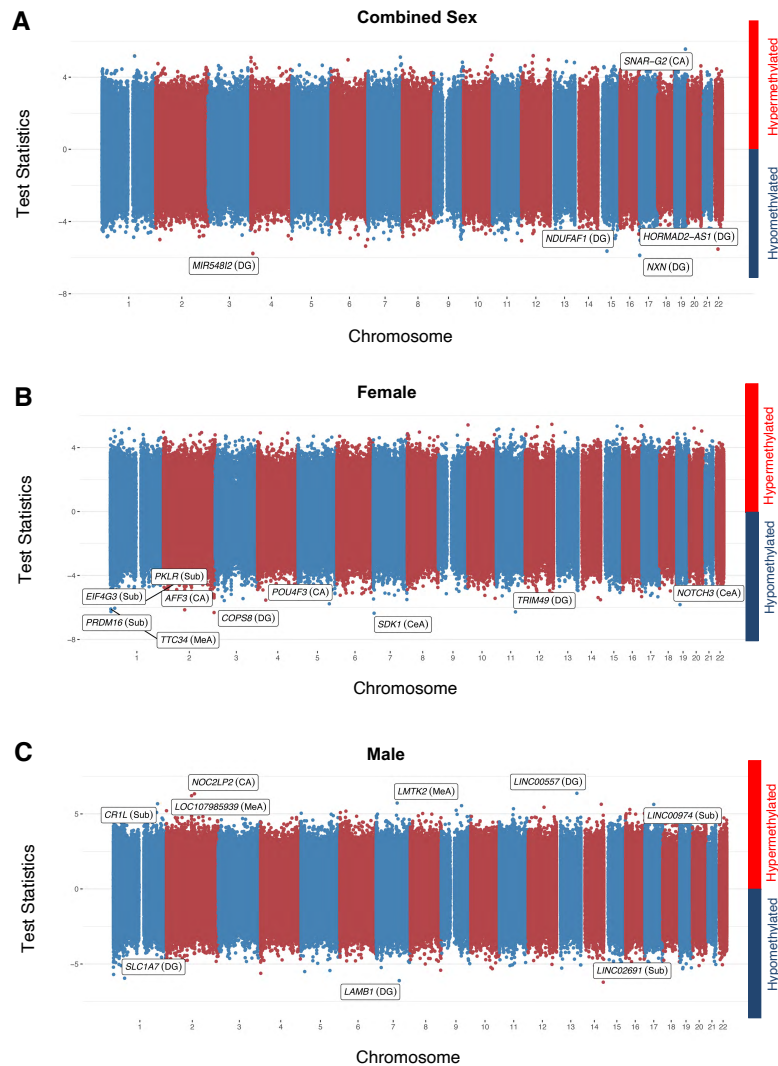 A
Combined Sex
Test Statistics
4
0
−4
−8
SNAR−G2 (CA)
NDUFAF1 (DG)
HORMAD2−AS1 (DG)
MIR548I2 (DG)
NXN (DG)
1 2 3 4 5 6 7 8 9 10 11 12 13 14 15 16 17 18 19 20 21 22
Chromosome
Hypermethylated
Hypomethylated
B
Female
Test Statistics
4
0
−4
−8
PKLR (Sub)
EIF4G3 (Sub)
AFF3 (CA)
POU4F3 (CA)
TRIM49 (DG)
NOTCH3 (CeA)
PRDM16 (Sub)
COPS8 (DG)
SDK1 (CeA)
TTC34 (MeA)
1 2 3 4 5 6 7 8 9 10 11 12 13 14 15 16 17 18 19 20 21 22
Chromosome
Hypermethylated
Hypomethylated
C
Male
Test Statistics
5
0
−5
NOC2LP2 (CA)
LINC00557 (DG)
LMTK2 (MeA)
LOC107985939 (MeA)
CR1L (Sub)
LINC00974 (Sub)
SLC1A7 (DG)
LINC02691 (Sub)
LAMB1 (DG)
1 2 3 4 5 6 7 8 9 10 11 12 13 14 15 16 17 18 19 20 21 22
Chromosome
Hypermethylated
Hypomethylated